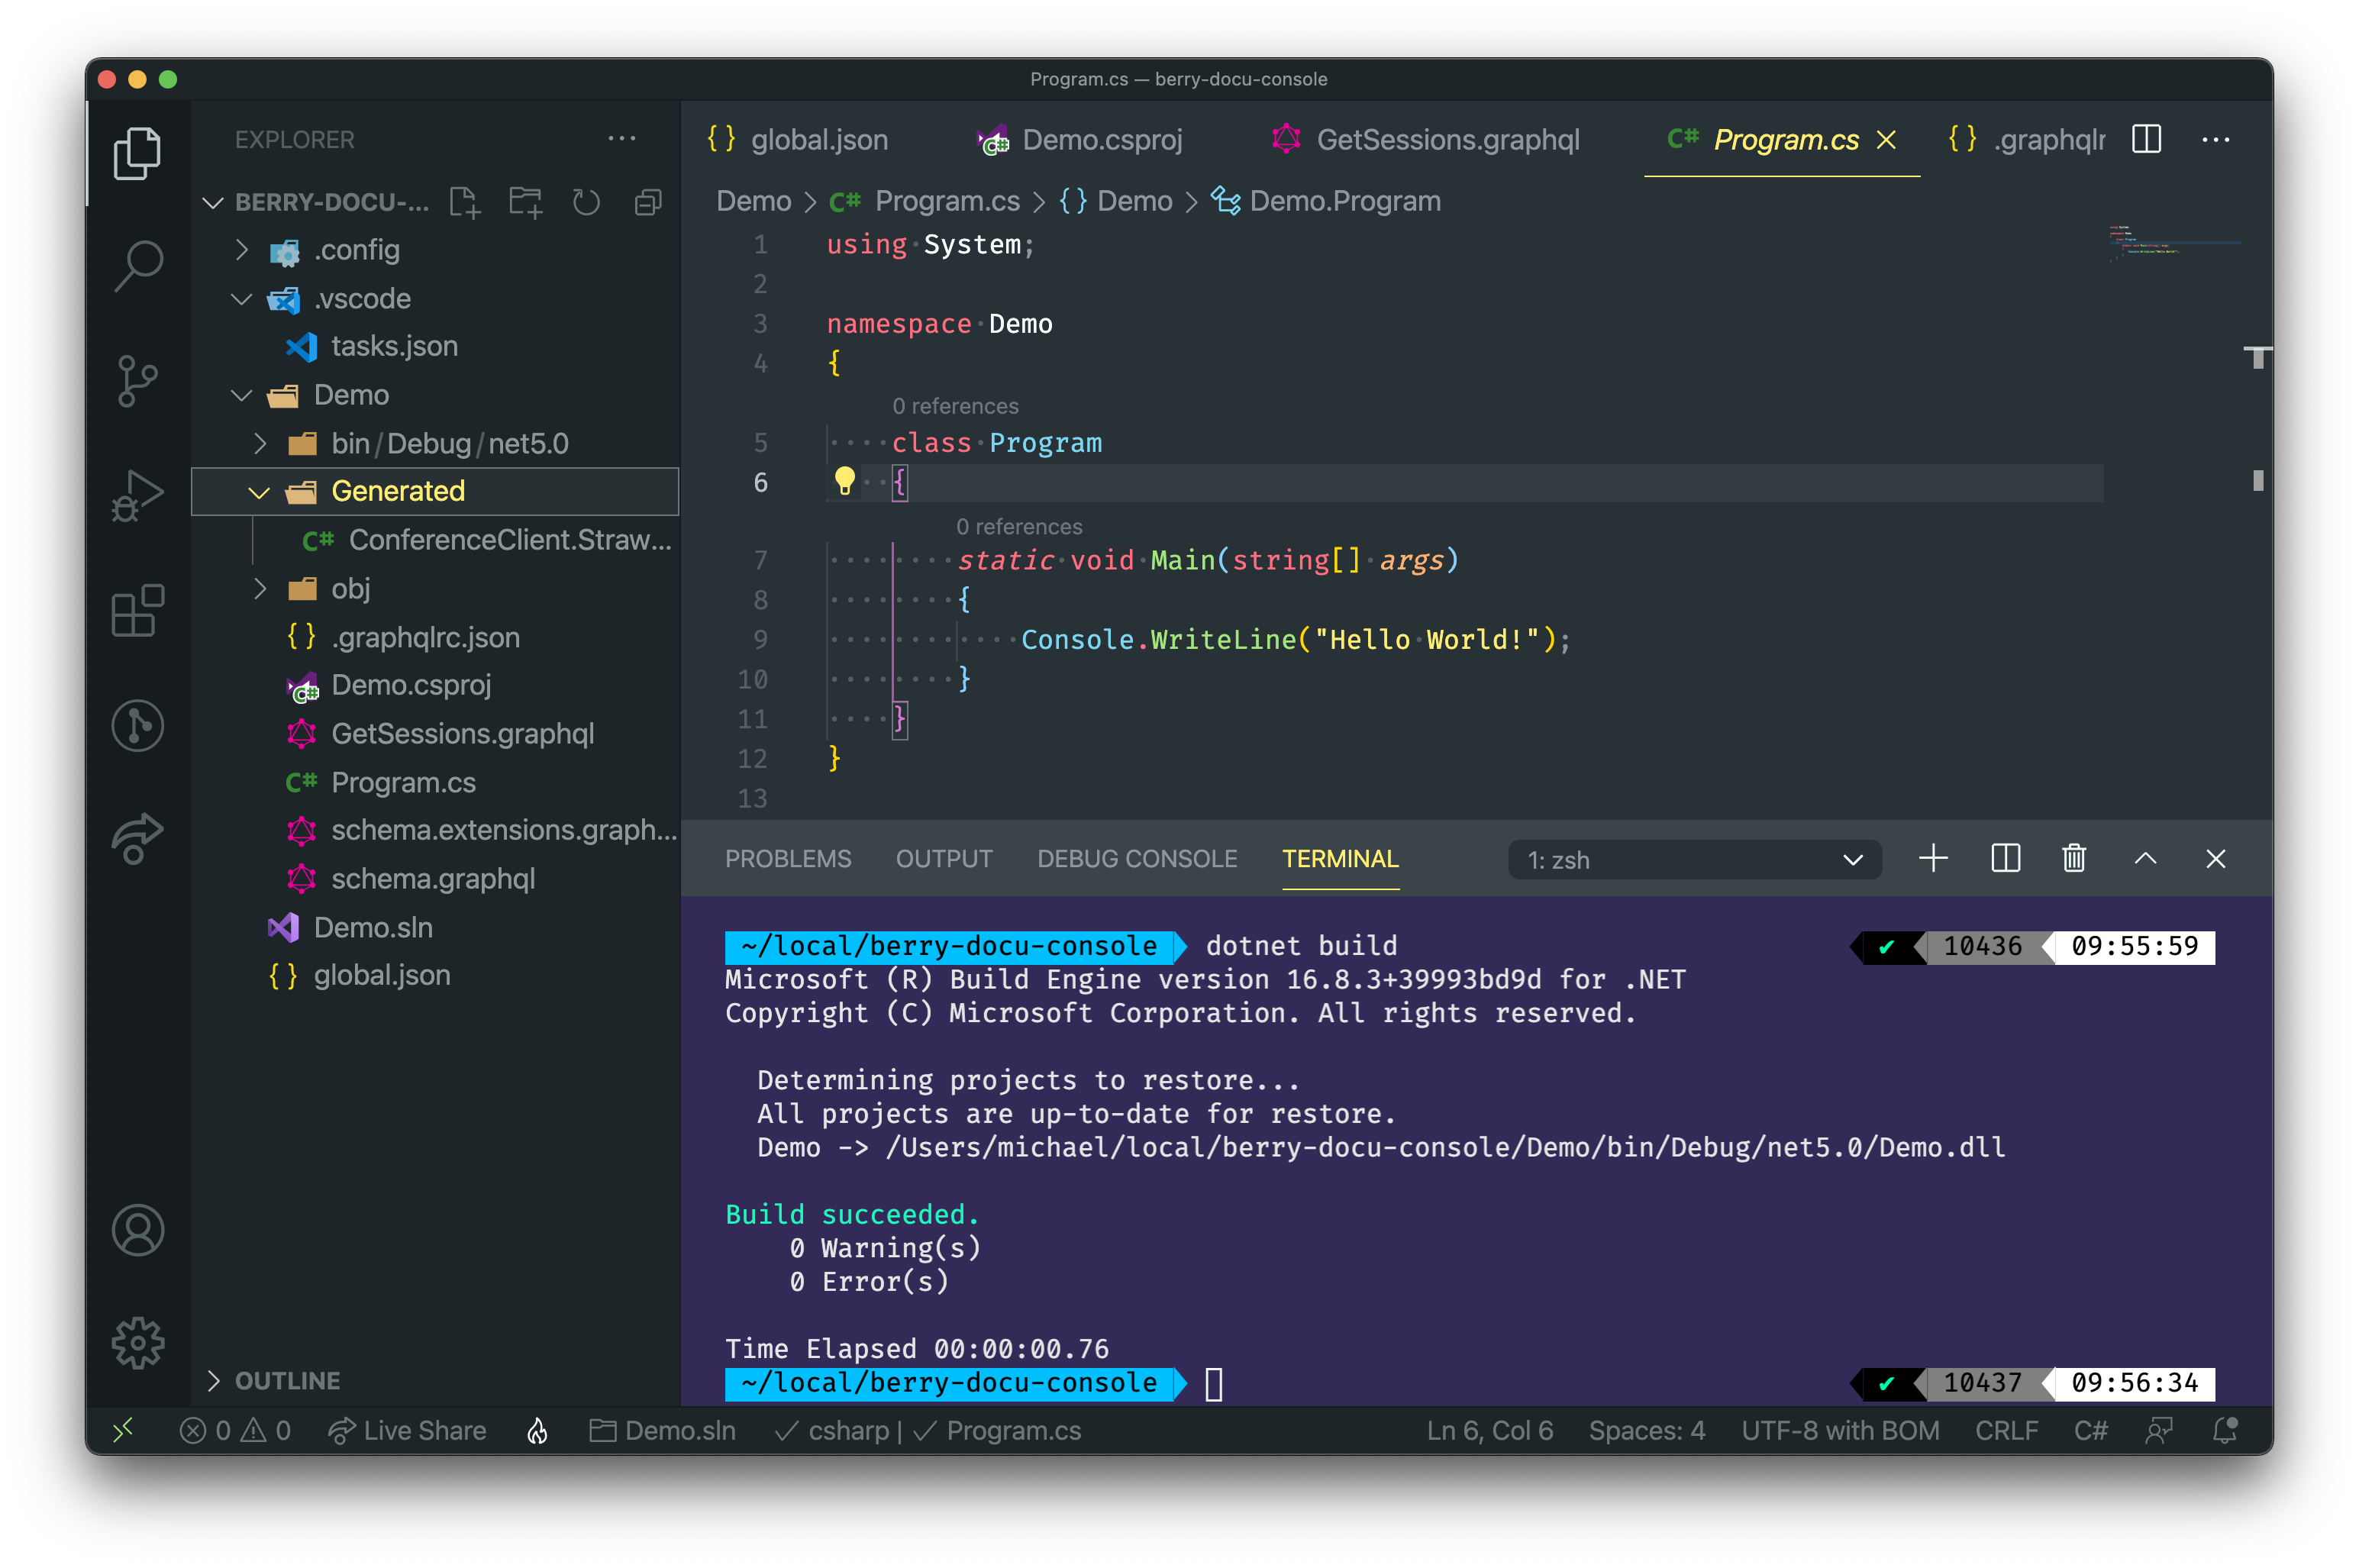 Program.cs — berry-docu-console
EXPLORER
BERRY-DOCU-...
.config
.vscode
tasks.json
Demo
bin/Debug/net5.0
Generated
C# ConferenceClient.Straw...
obj
{} .graphqlrc.json
Demo.csproj
GetSessions.graphql
C# Program.cs
schema.extensions.graph...
schema.graphql
Demo.sln
{} global.json
OUTLINE
{} global.json
C# Demo.csproj
GetSessions.graphql
C# Program.cs
{} .graphqlr
Demo > C# Program.cs > {} Demo > Demo.Program
1 using System;
2
3 namespace Demo
4 {
0 references
5 class Program
6 {
0 references
7 static void Main(string[] args)
8 {
9 Console.WriteLine("Hello World!");
10 }
11 }
12 }
13
PROBLEMS OUTPUT DEBUG CONSOLE TERMINAL 1: zsh
~/local/berry-docu-console dotnet build ✔ 10436 09:55:59
Microsoft (R) Build Engine version 16.8.3+39993bd9d for .NET
Copyright (C) Microsoft Corporation. All rights reserved.
Determining projects to restore...
All projects are up-to-date for restore.
Demo -> /Users/michael/local/berry-docu-console/Demo/bin/Debug/net5.0/Demo.dll
Build succeeded.
0 Warning(s)
0 Error(s)
Time Elapsed 00:00:00.76
~/local/berry-docu-console ✔ 10437 09:56:34
0 0 Live Share Demo.sln ✓ csharp | ✓ Program.cs Ln 6, Col 6 Spaces: 4 UTF-8 with BOM CRLF C#